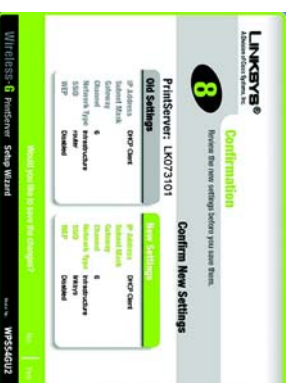 LINKSYS®
A Division of Cisco Systems, Inc.
8
Confirmation
Review the new settings before you save them.
Confirm New Settings
PrintServer: LK073101
Old Settings
IP Address DHCP Client
Subnet Mask
Gateway
Channel 6
Network Type Infrastructure
SSID router
WEP Disabled
New Settings
IP Address DHCP Client
Subnet Mask
Gateway
Channel 6
Network Type Infrastructure
SSID linksys
WEP Disabled
Would you like to save the changes?
No
Yes
Wireless-G PrintServer Setup Wizard
WPS54GU2